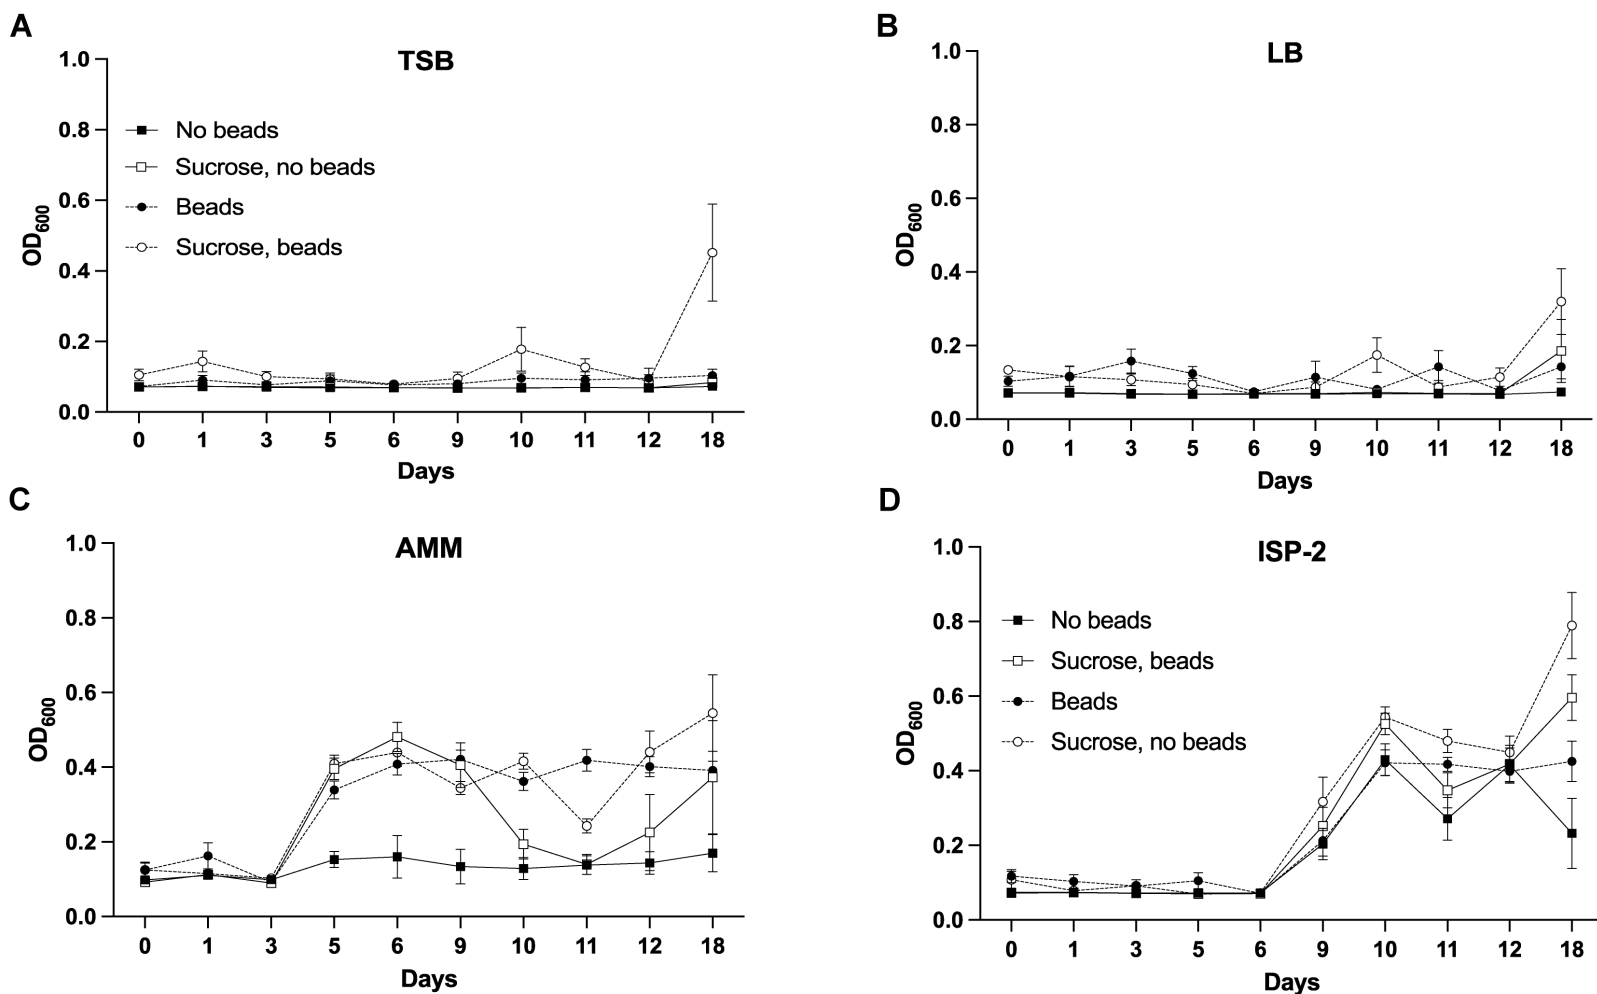 A
TSB
1.0
0.8
0.6
0.4
0.2
0.0
OD600
No beads
Sucrose, no beads
Beads
Sucrose, beads
0 1 3 5 6 9 10 11 12 18
Days
B
LB
1.0
0.8
0.6
0.4
0.2
0.0
OD600
0 1 3 5 6 9 10 11 12 18
Days
C
AMM
1.0
0.8
0.6
0.4
0.2
0.0
OD600
0 1 3 5 6 9 10 11 12 18
Days
D
ISP-2
1.0
0.8
0.6
0.4
0.2
0.0
OD600
No beads
Sucrose, beads
Beads
Sucrose, no beads
0 1 3 5 6 9 10 11 12 18
Days